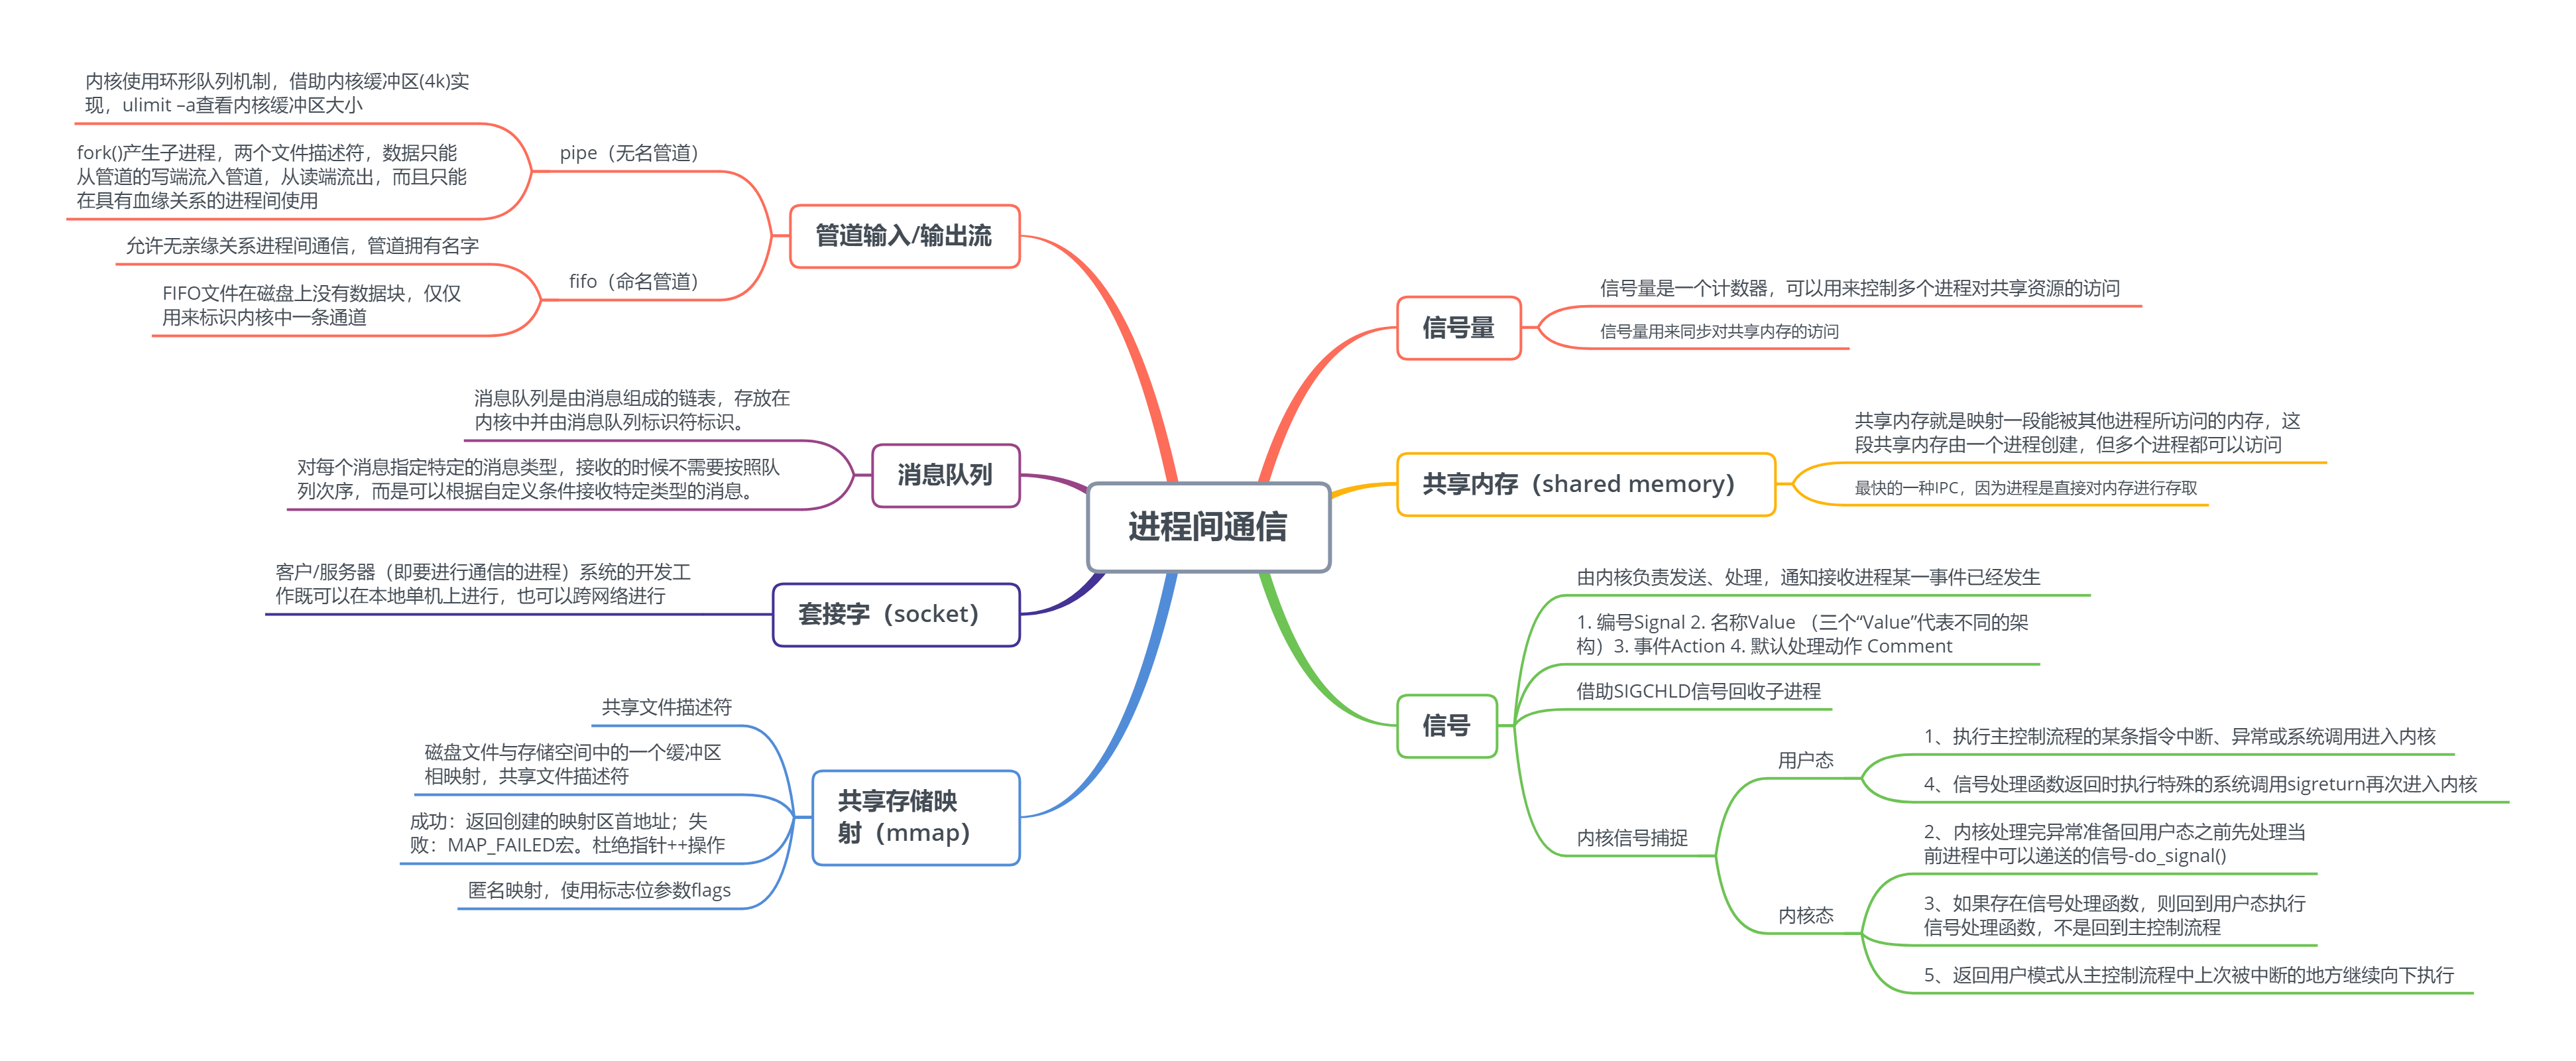 进程间通信
管道输入/输出流
pipe（无名管道）
内核使用环形队列机制，借助内核缓冲区(4k)实
现，ulimit –a查看内核缓冲区大小
fork()产生子进程，两个文件描述符，数据只能
从管道的写端流入管道，从读端流出，而且只能
在具有血缘关系的进程间使用
fifo（命名管道）
允许无亲缘关系进程间通信，管道拥有名字
FIFO文件在磁盘上没有数据块，仅仅
用来标识内核中一条通道
消息队列
消息队列是由消息组成的链表，存放在
内核中并由消息队列标识符标识。
对每个消息指定特定的消息类型，接收的时候不需要按照队
列次序，而是可以根据自定义条件接收特定类型的消息。
套接字（socket）
客户/服务器（即要进行通信的进程）系统的开发工
作既可以在本地单机上进行，也可以跨网络进行
共享存储映
射（mmap）
共享文件描述符
磁盘文件与存储空间中的一个缓冲区
相映射，共享文件描述符
成功：返回创建的映射区首地址；失
败：MAP_FAILED宏。杜绝指针++操作
匿名映射，使用标志位参数flags
信号量
信号量是一个计数器，可以用来控制多个进程对共享资源的访问
信号量用来同步对共享内存的访问
共享内存（shared memory）
共享内存就是映射一段能被其他进程所访问的内存，这
段共享内存由一个进程创建，但多个进程都可以访问
最快的一种IPC，因为进程是直接对内存进行存取
信号
由内核负责发送、处理，通知接收进程某一事件已经发生
1. 编号Signal 2. 名称Value （三个“Value”代表不同的架
构）3. 事件Action 4. 默认处理动作 Comment
借助SIGCHLD信号回收子进程
内核信号捕捉
用户态
1、执行主控制流程的某条指令中断、异常或系统调用进入内核
4、信号处理函数返回时执行特殊的系统调用sigreturn再次进入内核
内核态
2、内核处理完异常准备回用户态之前先处理当
前进程中可以递送的信号-do_signal()
3、如果存在信号处理函数，则回到用户态执行
信号处理函数，不是回到主控制流程
5、返回用户模式从主控制流程中上次被中断的地方继续向下执行